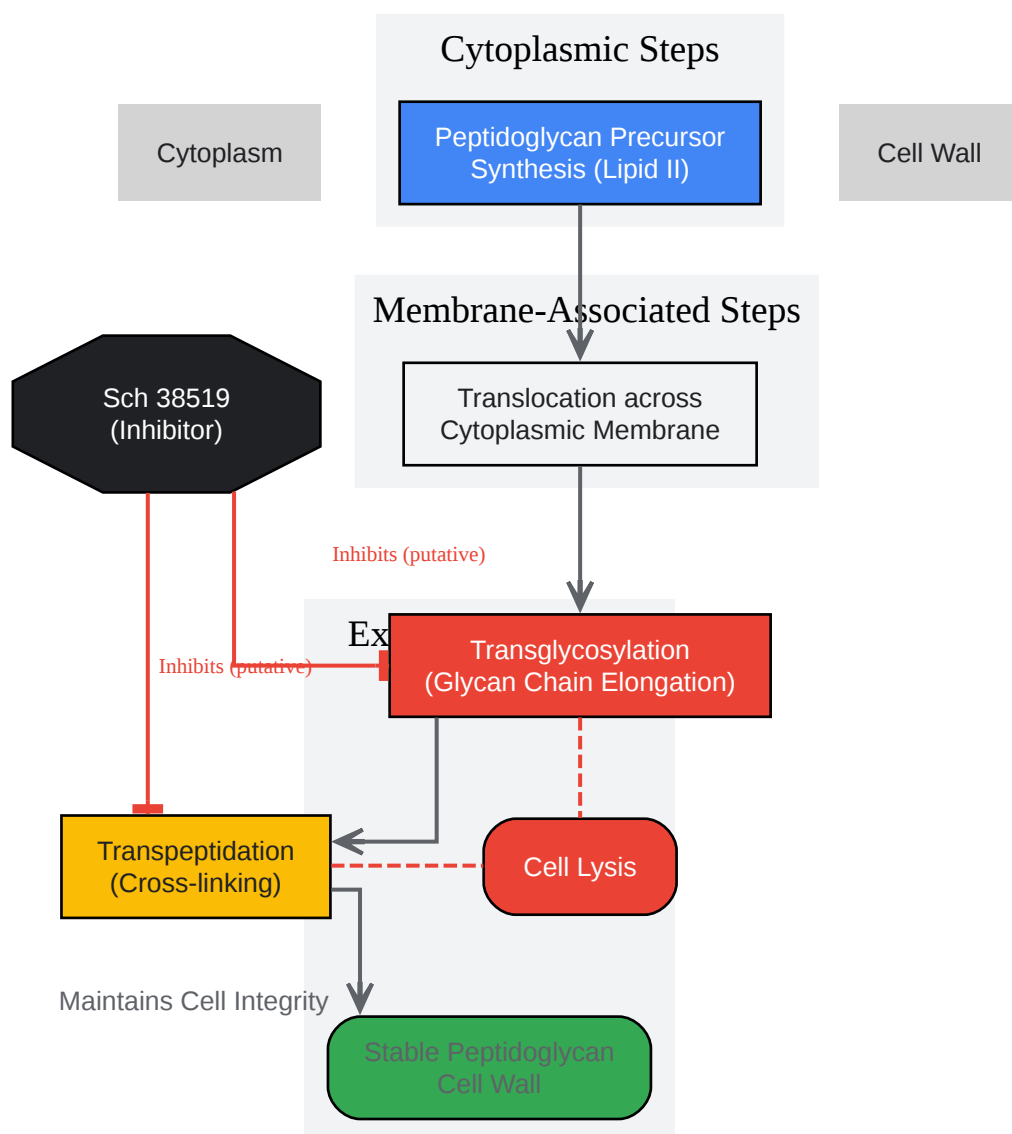 Cytoplasmic Steps
Cytoplasm
Peptidoglycan Precursor
Synthesis (Lipid II)
Cell Wall
Membrane-Associated Steps
Sch 38519
(Inhibitor)
Translocation across
Cytoplasmic Membrane
Inhibits (putative)
Ex
Transglycosylation
(Glycan Chain Elongation)
Inhibits (putative)
Transpeptidation
(Cross-linking)
Cell Lysis
Maintains Cell Integrity
Stable Peptidoglycan
Cell Wall